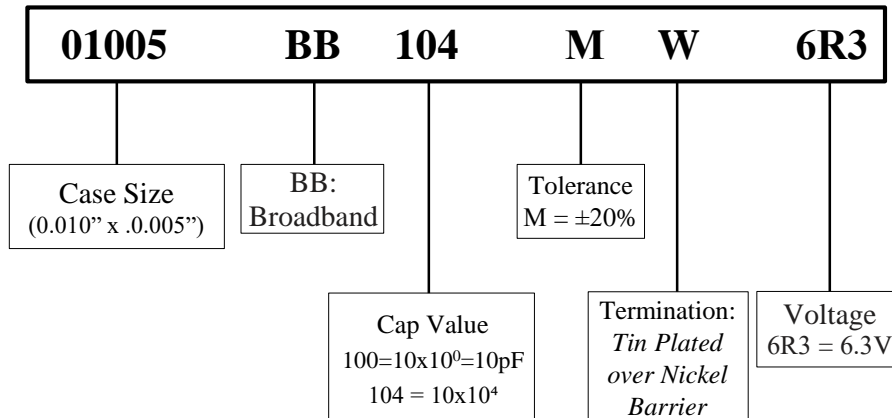 01005 BB 104 M W 6R3
Case Size
(0.010” x .0.005”)
BB:
Broadband
Cap Value
100=10x10⁰=10pF
104 = 10x10⁴
Tolerance
M = ±20%
Termination:
Tin Plated
over Nickel
Barrier
Voltage
6R3 = 6.3V